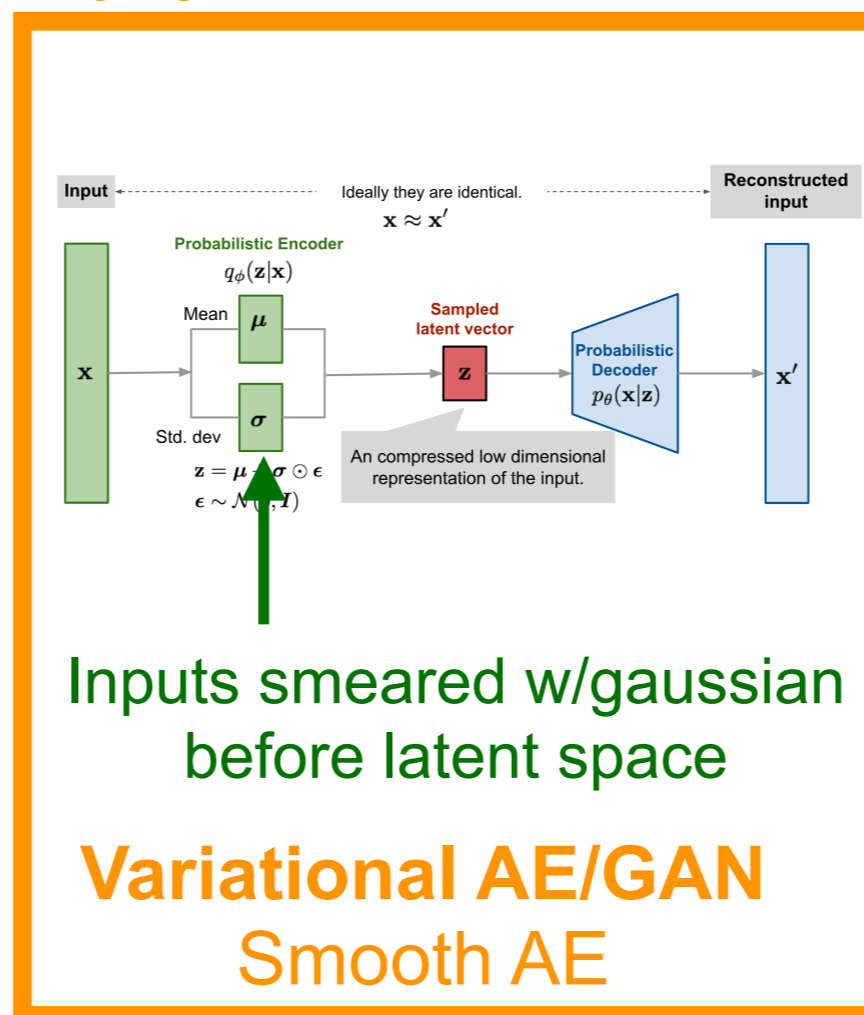 Input
Ideally they are identical.
x ≈ x′
Reconstructed
input
Probabilistic Encoder
qϕ(z|x)
Mean
μ
Sampled
latent vector
x
z
Probabilistic
Decoder
pθ(x|z)
x′
Std. dev
σ
z = μ σ ⊙ ϵ
ϵ ∼ N( , I)
An compressed low dimensional
representation of the input.
Inputs smeared w/gaussian
before latent space
Variational AE/GAN
Smooth AE